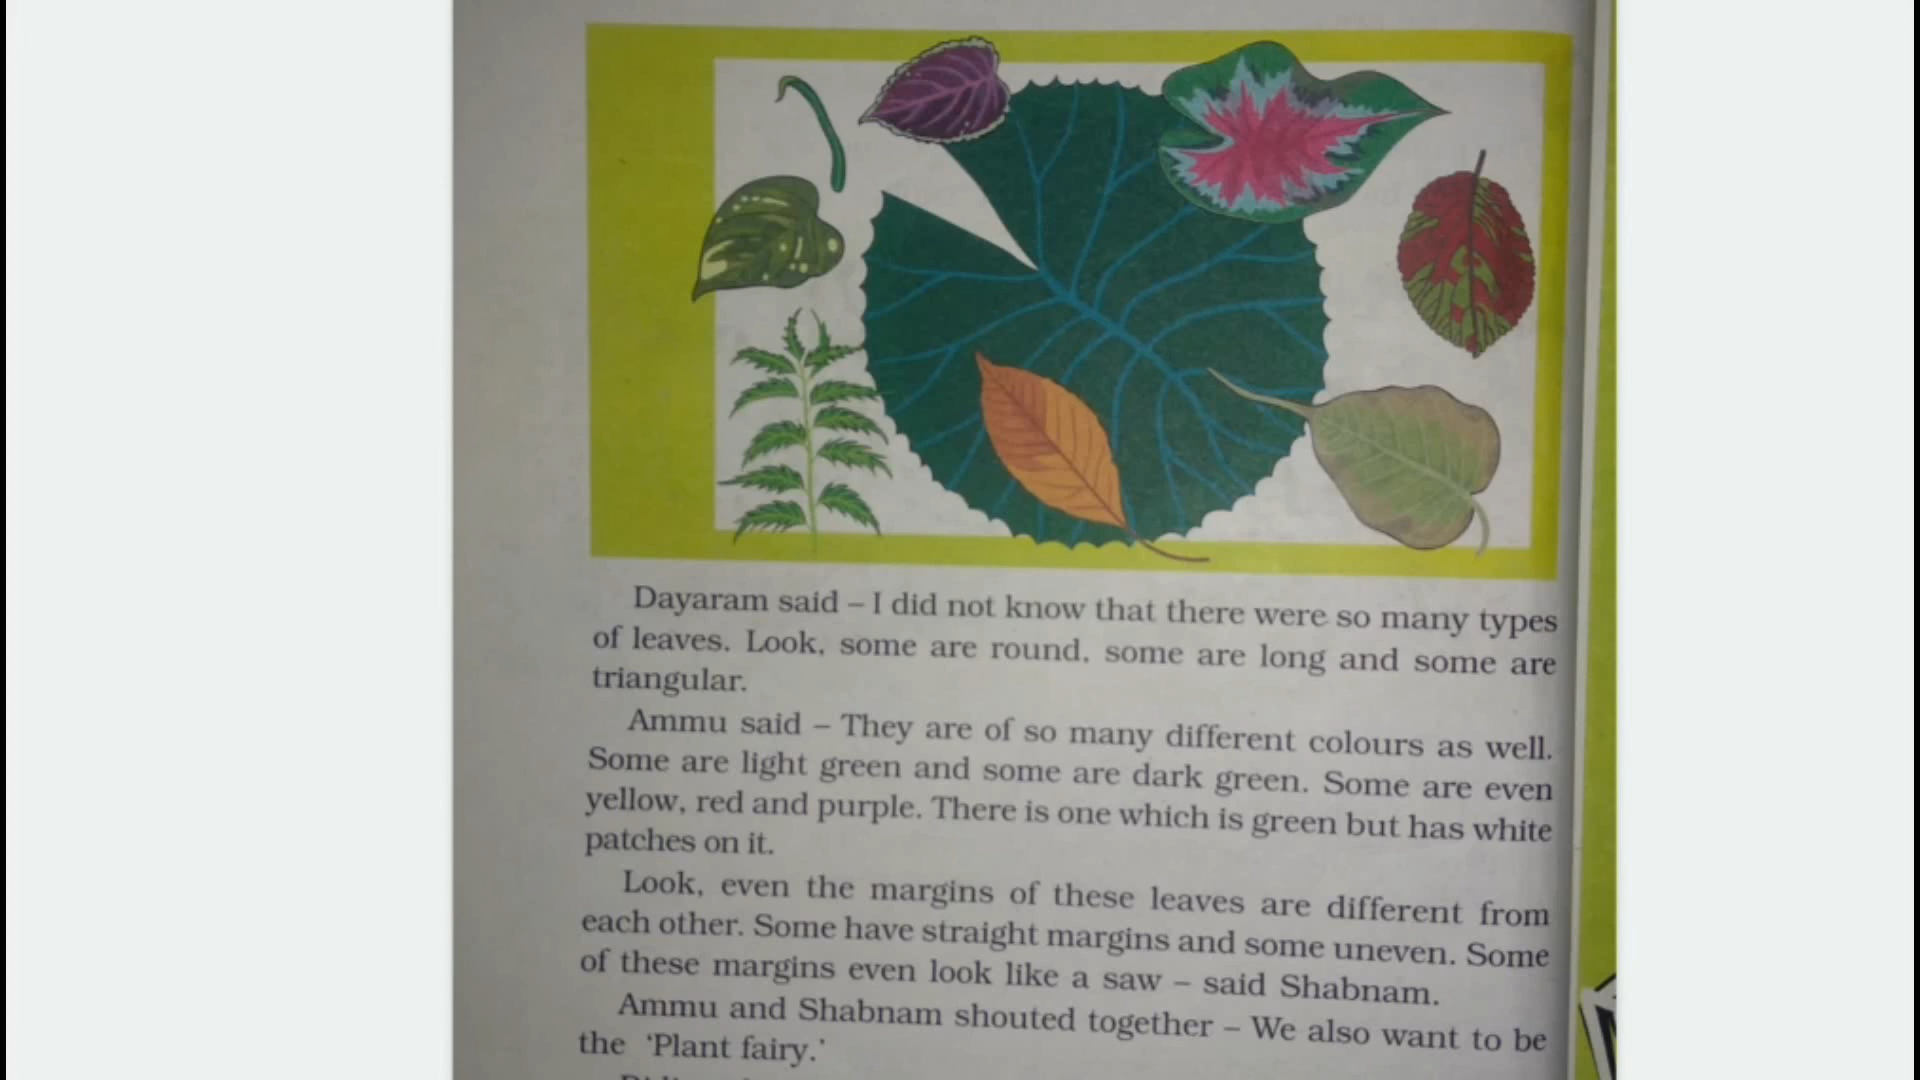 Dayaram said – I did not know that there were so many types
of leaves. Look, some are round, some are long and some are
triangular.
Ammu said – They are of so many different colours as well.
Some are light green and some are dark green. Some are even
yellow, red and purple. There is one which is green but has white
patches on it.
Look, even the margins of these leaves are different from
each other. Some have straight margins and some uneven. Some
of these margins even look like a saw – said Shabnam.
Ammu and Shabnam shouted together – We also want to be
the ‘Plant fairy.’